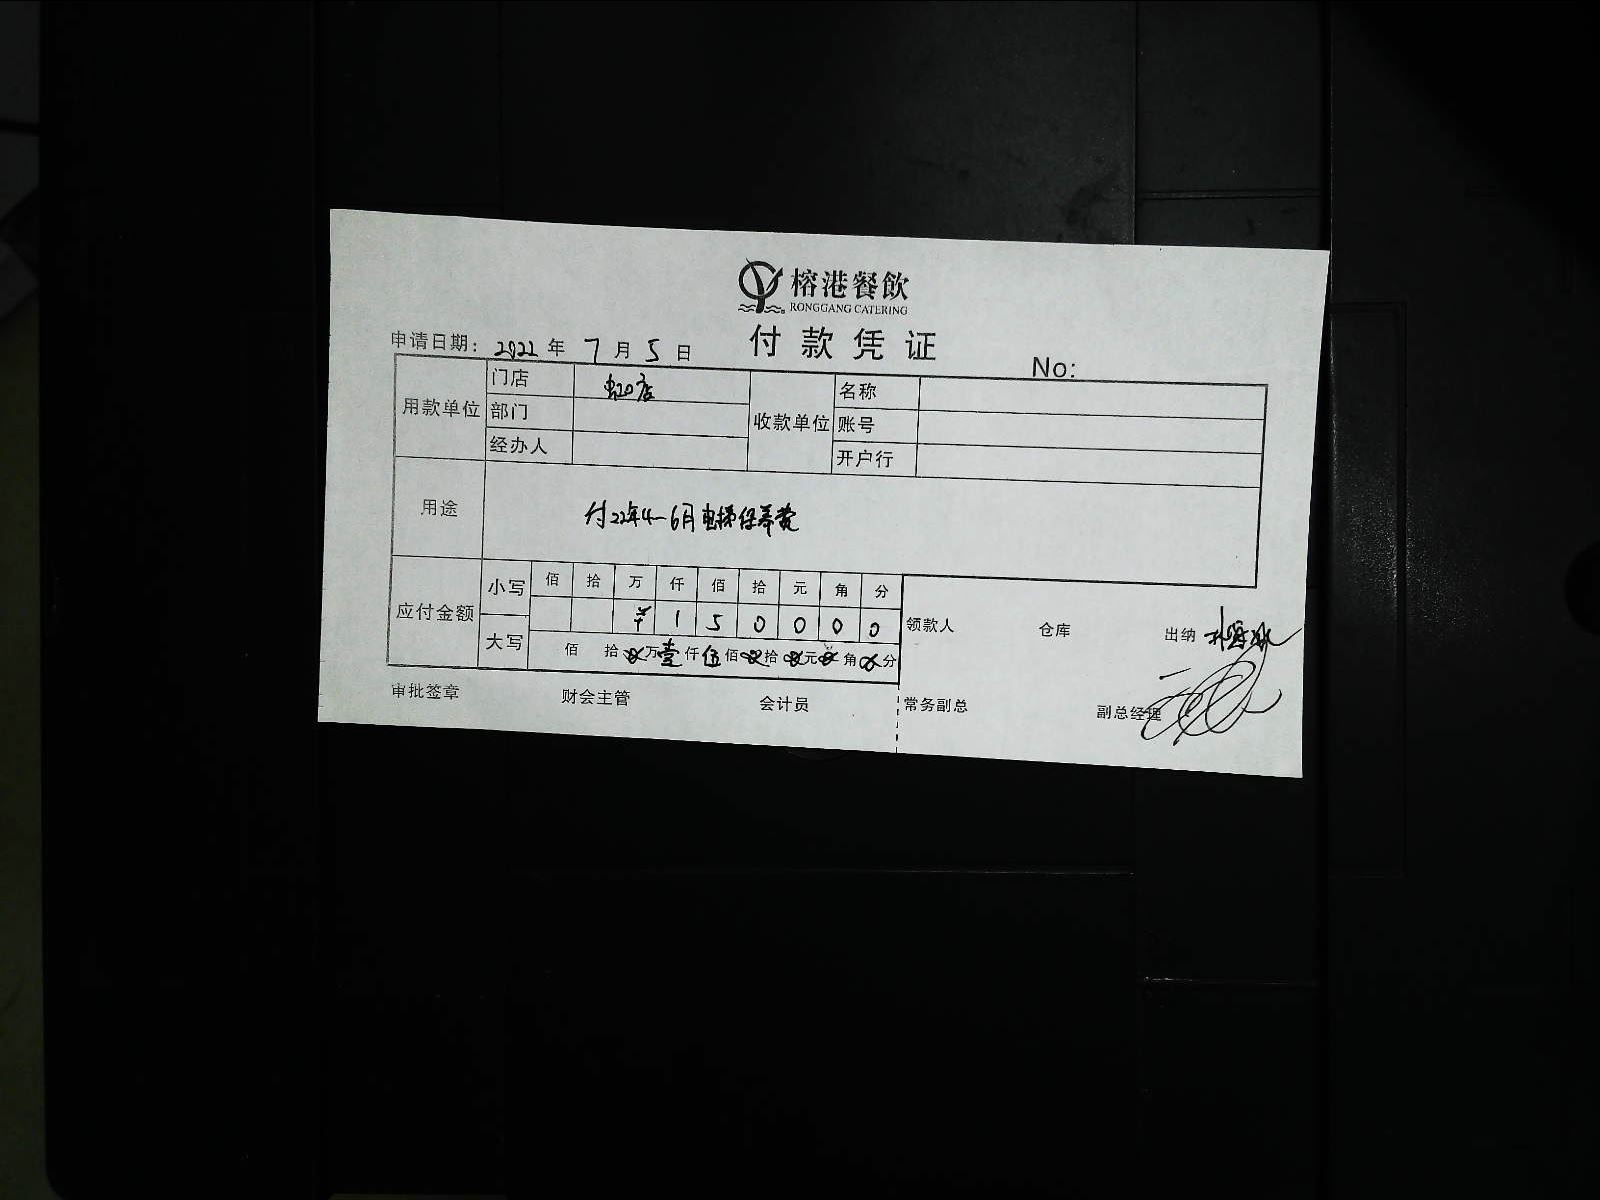 榕港餐飲
RONGGANG CATERING
付款凭证
申请日期: 2022 年 7 月 5 日
No:
用款单位 门店 虹口店 收款单位 名称
部门 账号
经办人 开户行
用途 付22年4-6月电梯保养费
应付金额 小写 佰 拾 万 仟 佰 拾 元 角 分
¥ 1 5 0 0 0 0
大写 佰 拾 万 壹 仟 伍 佰 拾 元 角 分
领款人 仓库 出纳
审批签章 财会主管 会计员 常务副总 副总经理